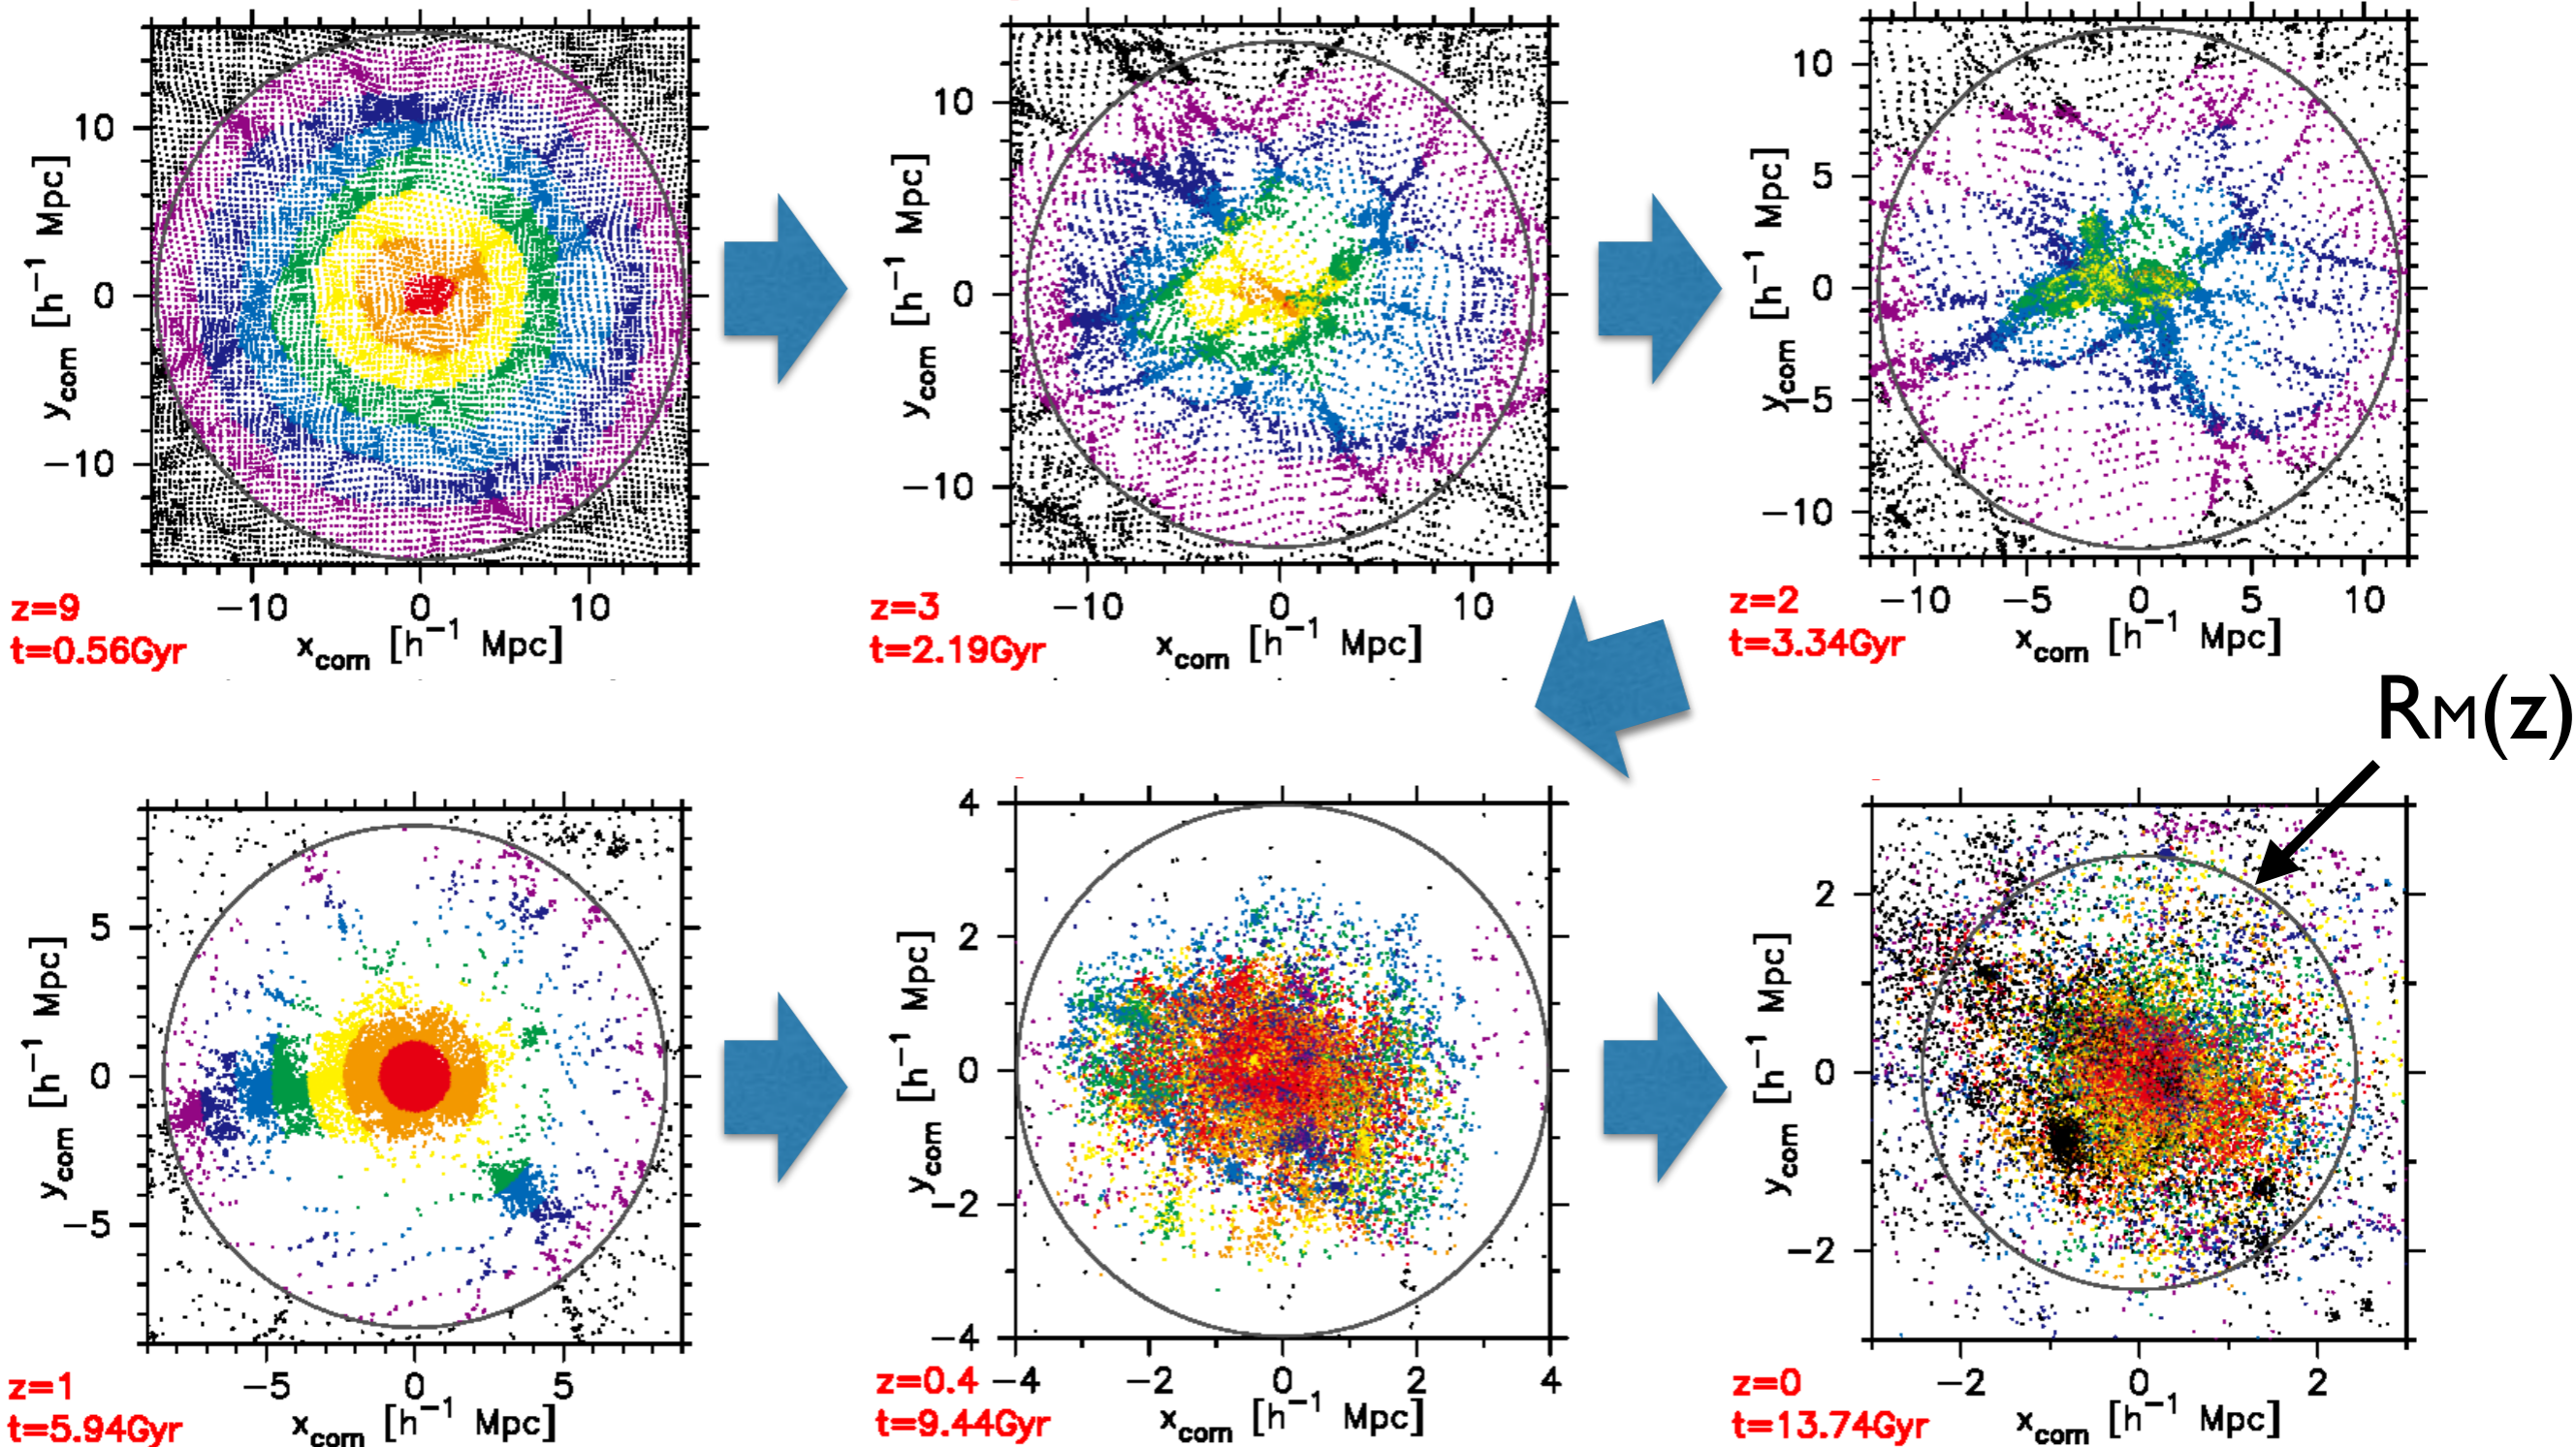 10
0
−10
y_com [h⁻¹ Mpc]
−10 0 10
x_com [h⁻¹ Mpc]
z=9
t=0.56Gyr
10
0
−10
y_com [h⁻¹ Mpc]
−10 0 10
x_com [h⁻¹ Mpc]
z=3
t=2.19Gyr
10
5
0
−5
−10
y_com [h⁻¹ Mpc]
−10 −5 0 5 10
x_com [h⁻¹ Mpc]
z=2
t=3.34Gyr
RM(z)
5
0
−5
y_com [h⁻¹ Mpc]
−5 0 5
x_com [h⁻¹ Mpc]
z=1
t=5.94Gyr
4
2
0
−2
−4
y_com [h⁻¹ Mpc]
−4 −2 0 2 4
x_com [h⁻¹ Mpc]
z=0.4
t=9.44Gyr
2
0
−2
y_com [h⁻¹ Mpc]
−2 0 2
x_com [h⁻¹ Mpc]
z=0
t=13.74Gyr